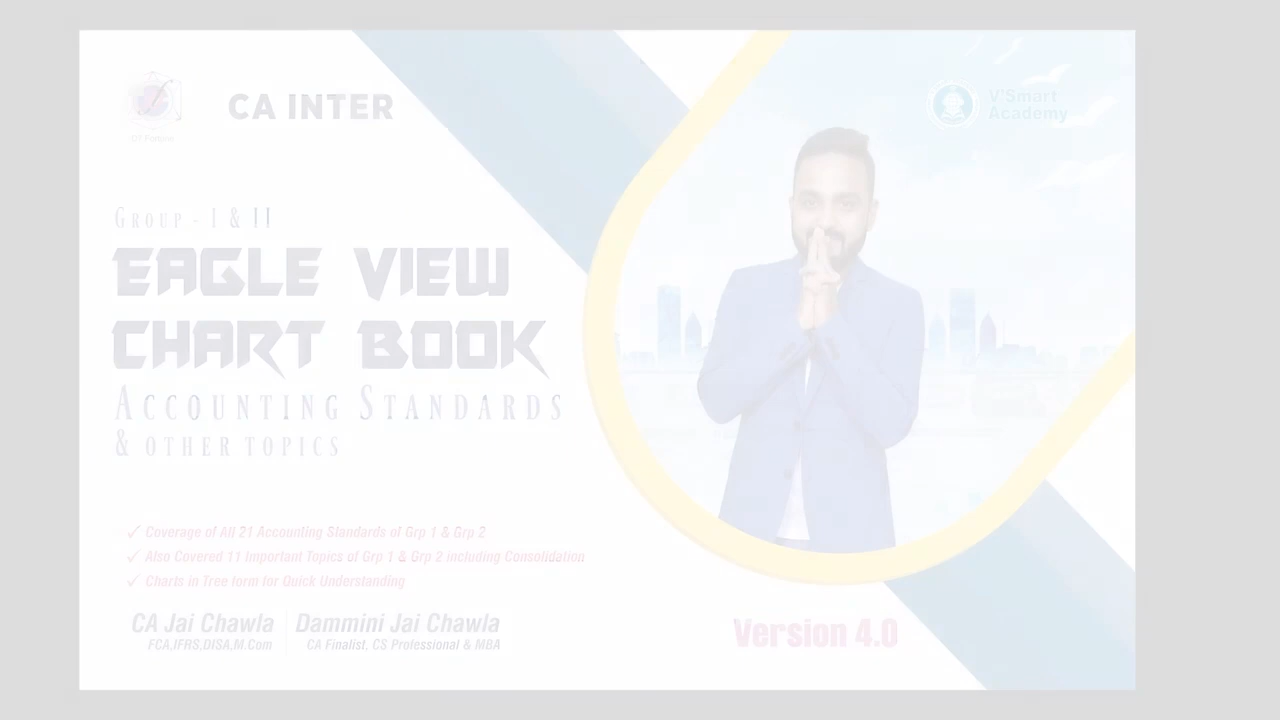 CA INTER
V'Smart
Academy
GROUP - I & II
EAGLE VIEW
CHART BOOK
ACCOUNTING STANDARDS
& OTHER TOPICS
✓ Coverage of All 21 Accounting Standards of Grp 1 & Grp 2
✓ Also Covered 11 Important Topics of Grp 1 & Grp 2 including Consolidation
✓ Charts in Tree form for Quick Understanding
CA Jai Chawla
FCA,IFRS,DISA,M.Com
Dammini Jai Chawla
CA Finalist, CS Professional & MBA
Version 4.0